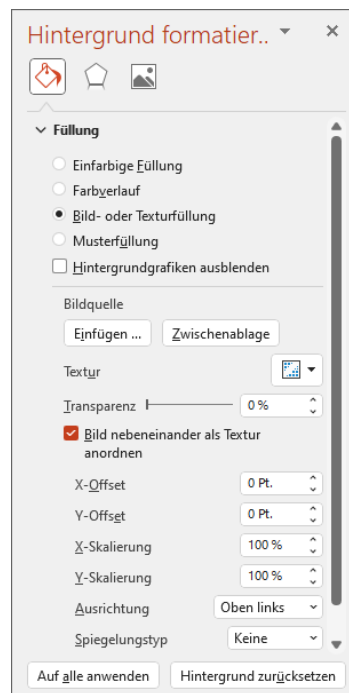 Hintergrund formatier..
Füllung
Einfarbige Füllung
Farbverlauf
Bild- oder Texturfüllung
Musterfüllung
Hintergrundgrafiken ausblenden
Bildquelle
Einfügen ... Zwischenablage
Textur
Transparenz 0 %
Bild nebeneinander als Textur
anordnen
X-Offset 0 Pt.
Y-Offset 0 Pt.
X-Skalierung 100 %
Y-Skalierung 100 %
Ausrichtung Oben links
Spiegelungstyp Keine
Auf alle anwenden Hintergrund zurücksetzen